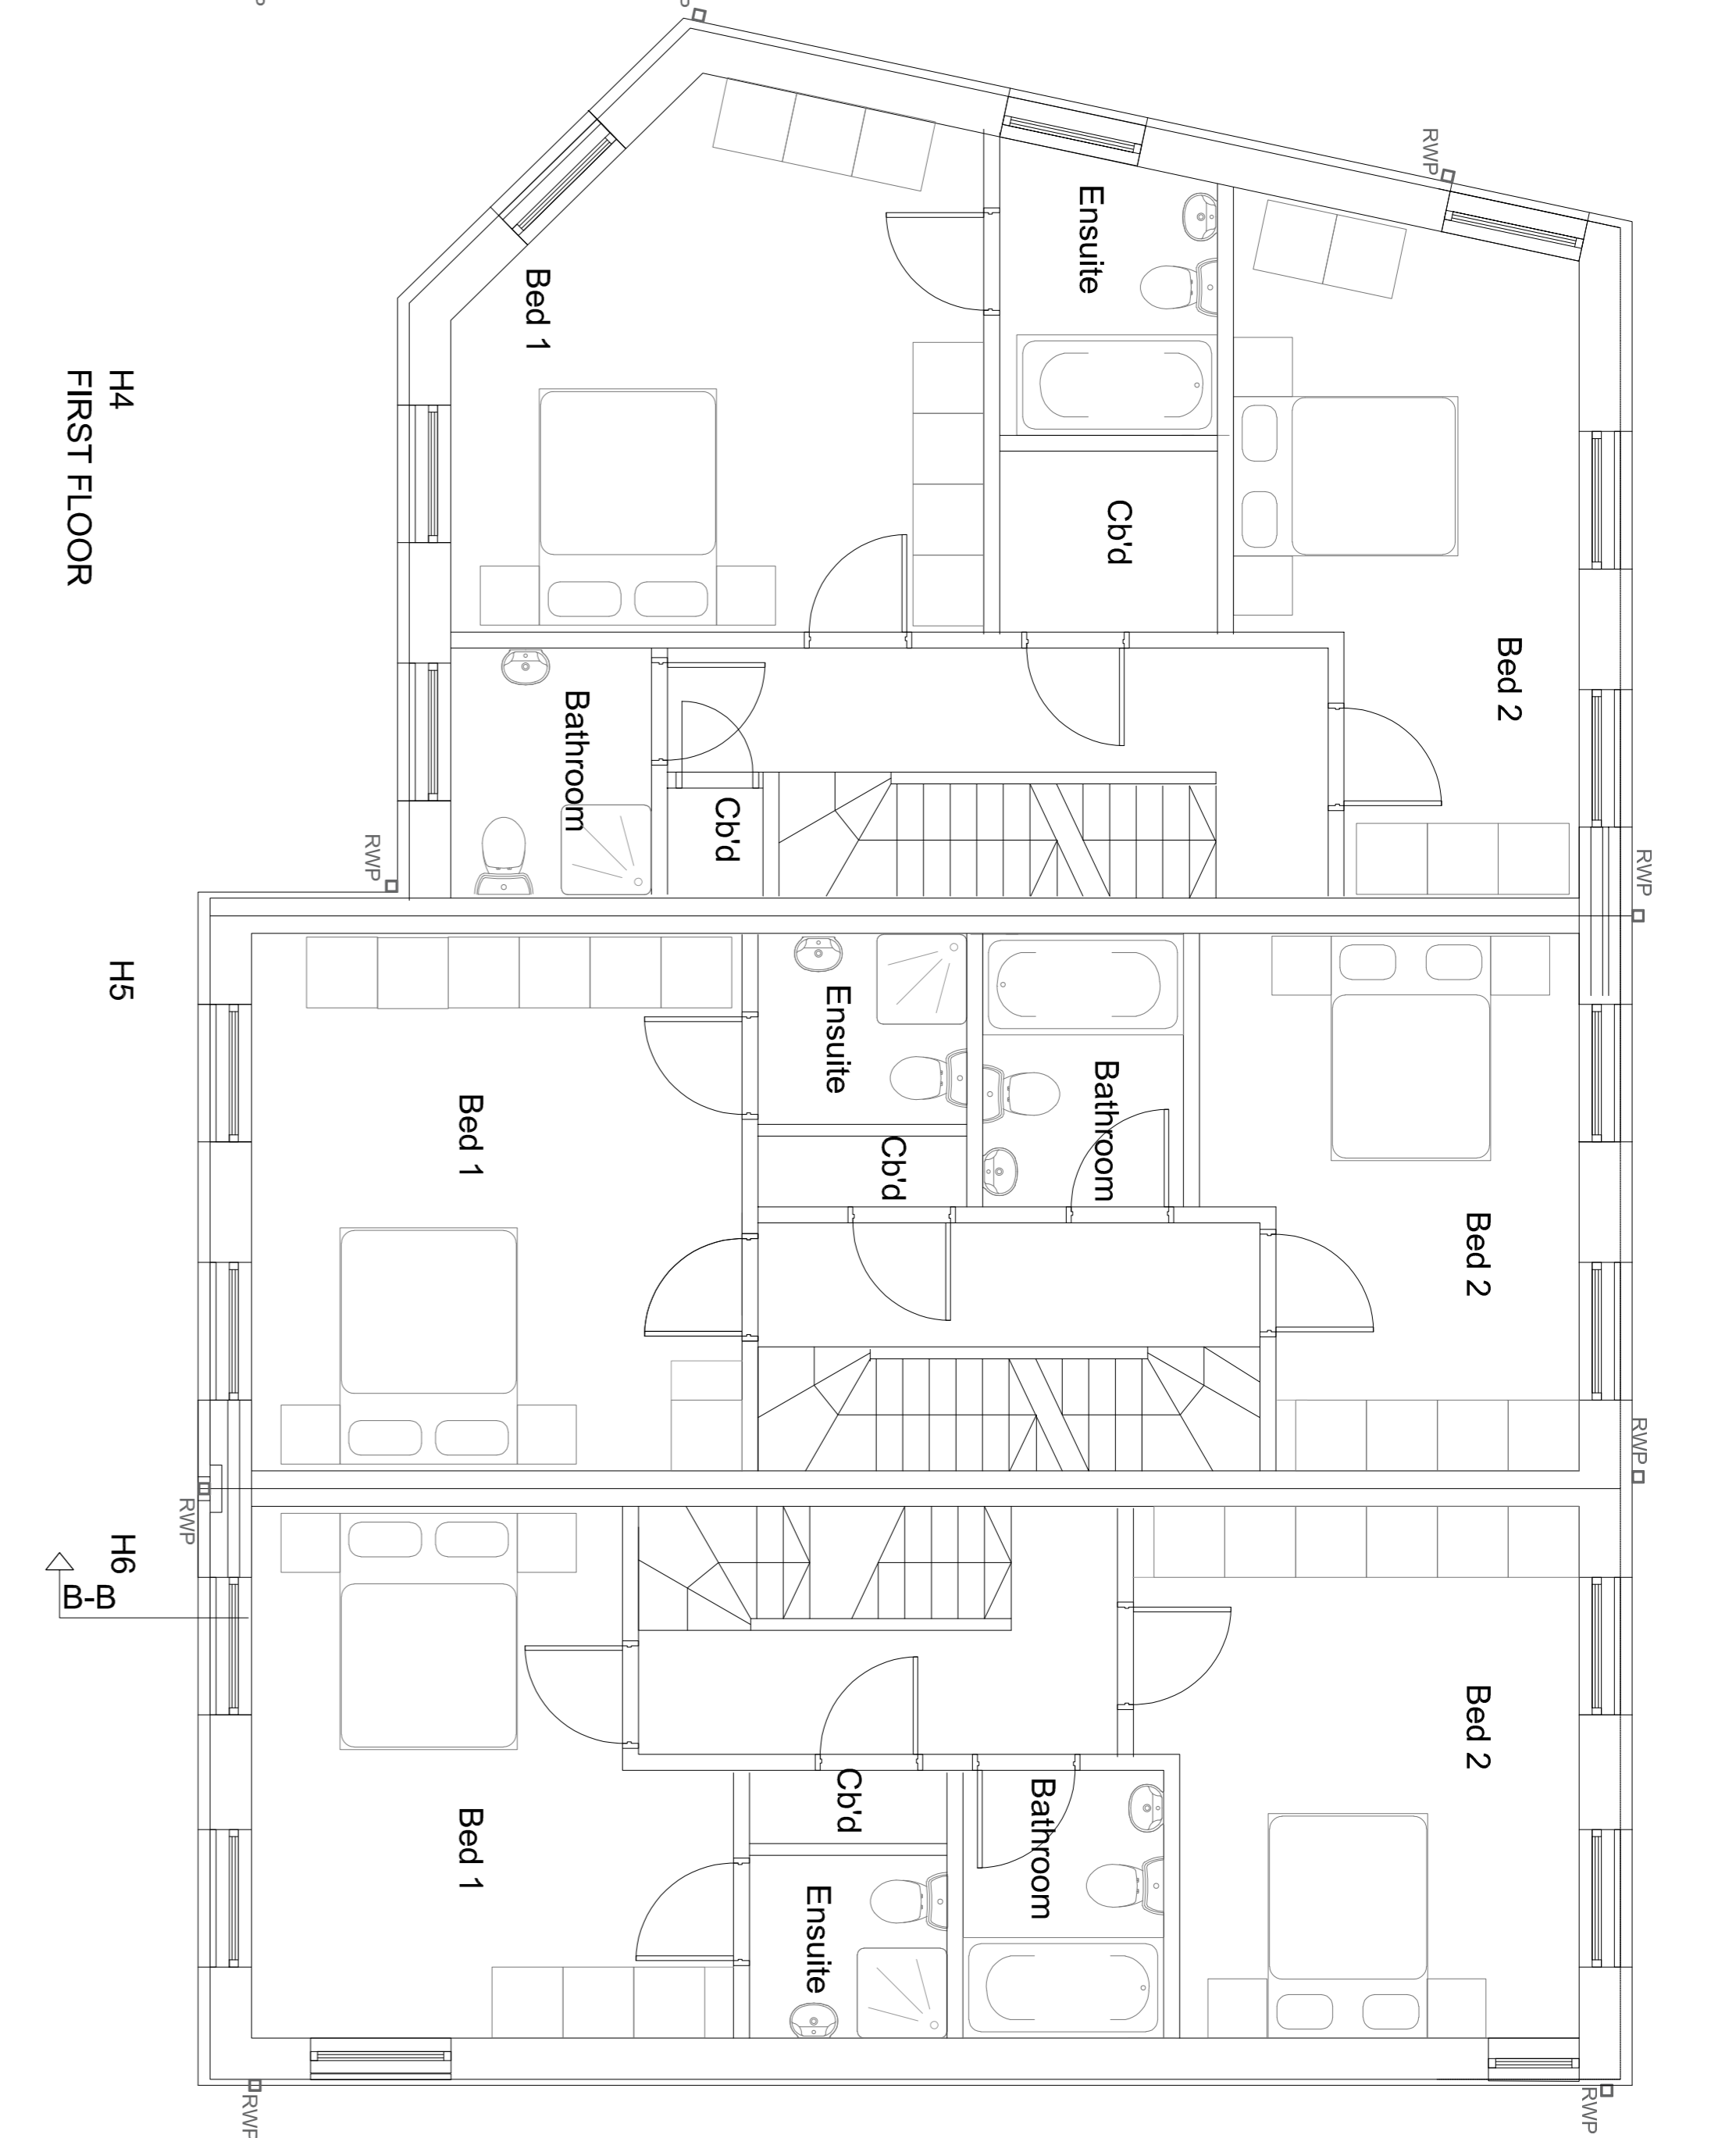 H4
FIRST FLOOR
H5
H6
B-B
RWP
RWP
RWP
RWP
RWP
RWP
RWP
Bed 1
Ensuite
Cb'd
Bed 2
Bathroom
Cb'd
Bed 1
Ensuite
Cb'd
Bathroom
Bed 2
Bed 1
Cb'd
Ensuite
Bathroom
Bed 2